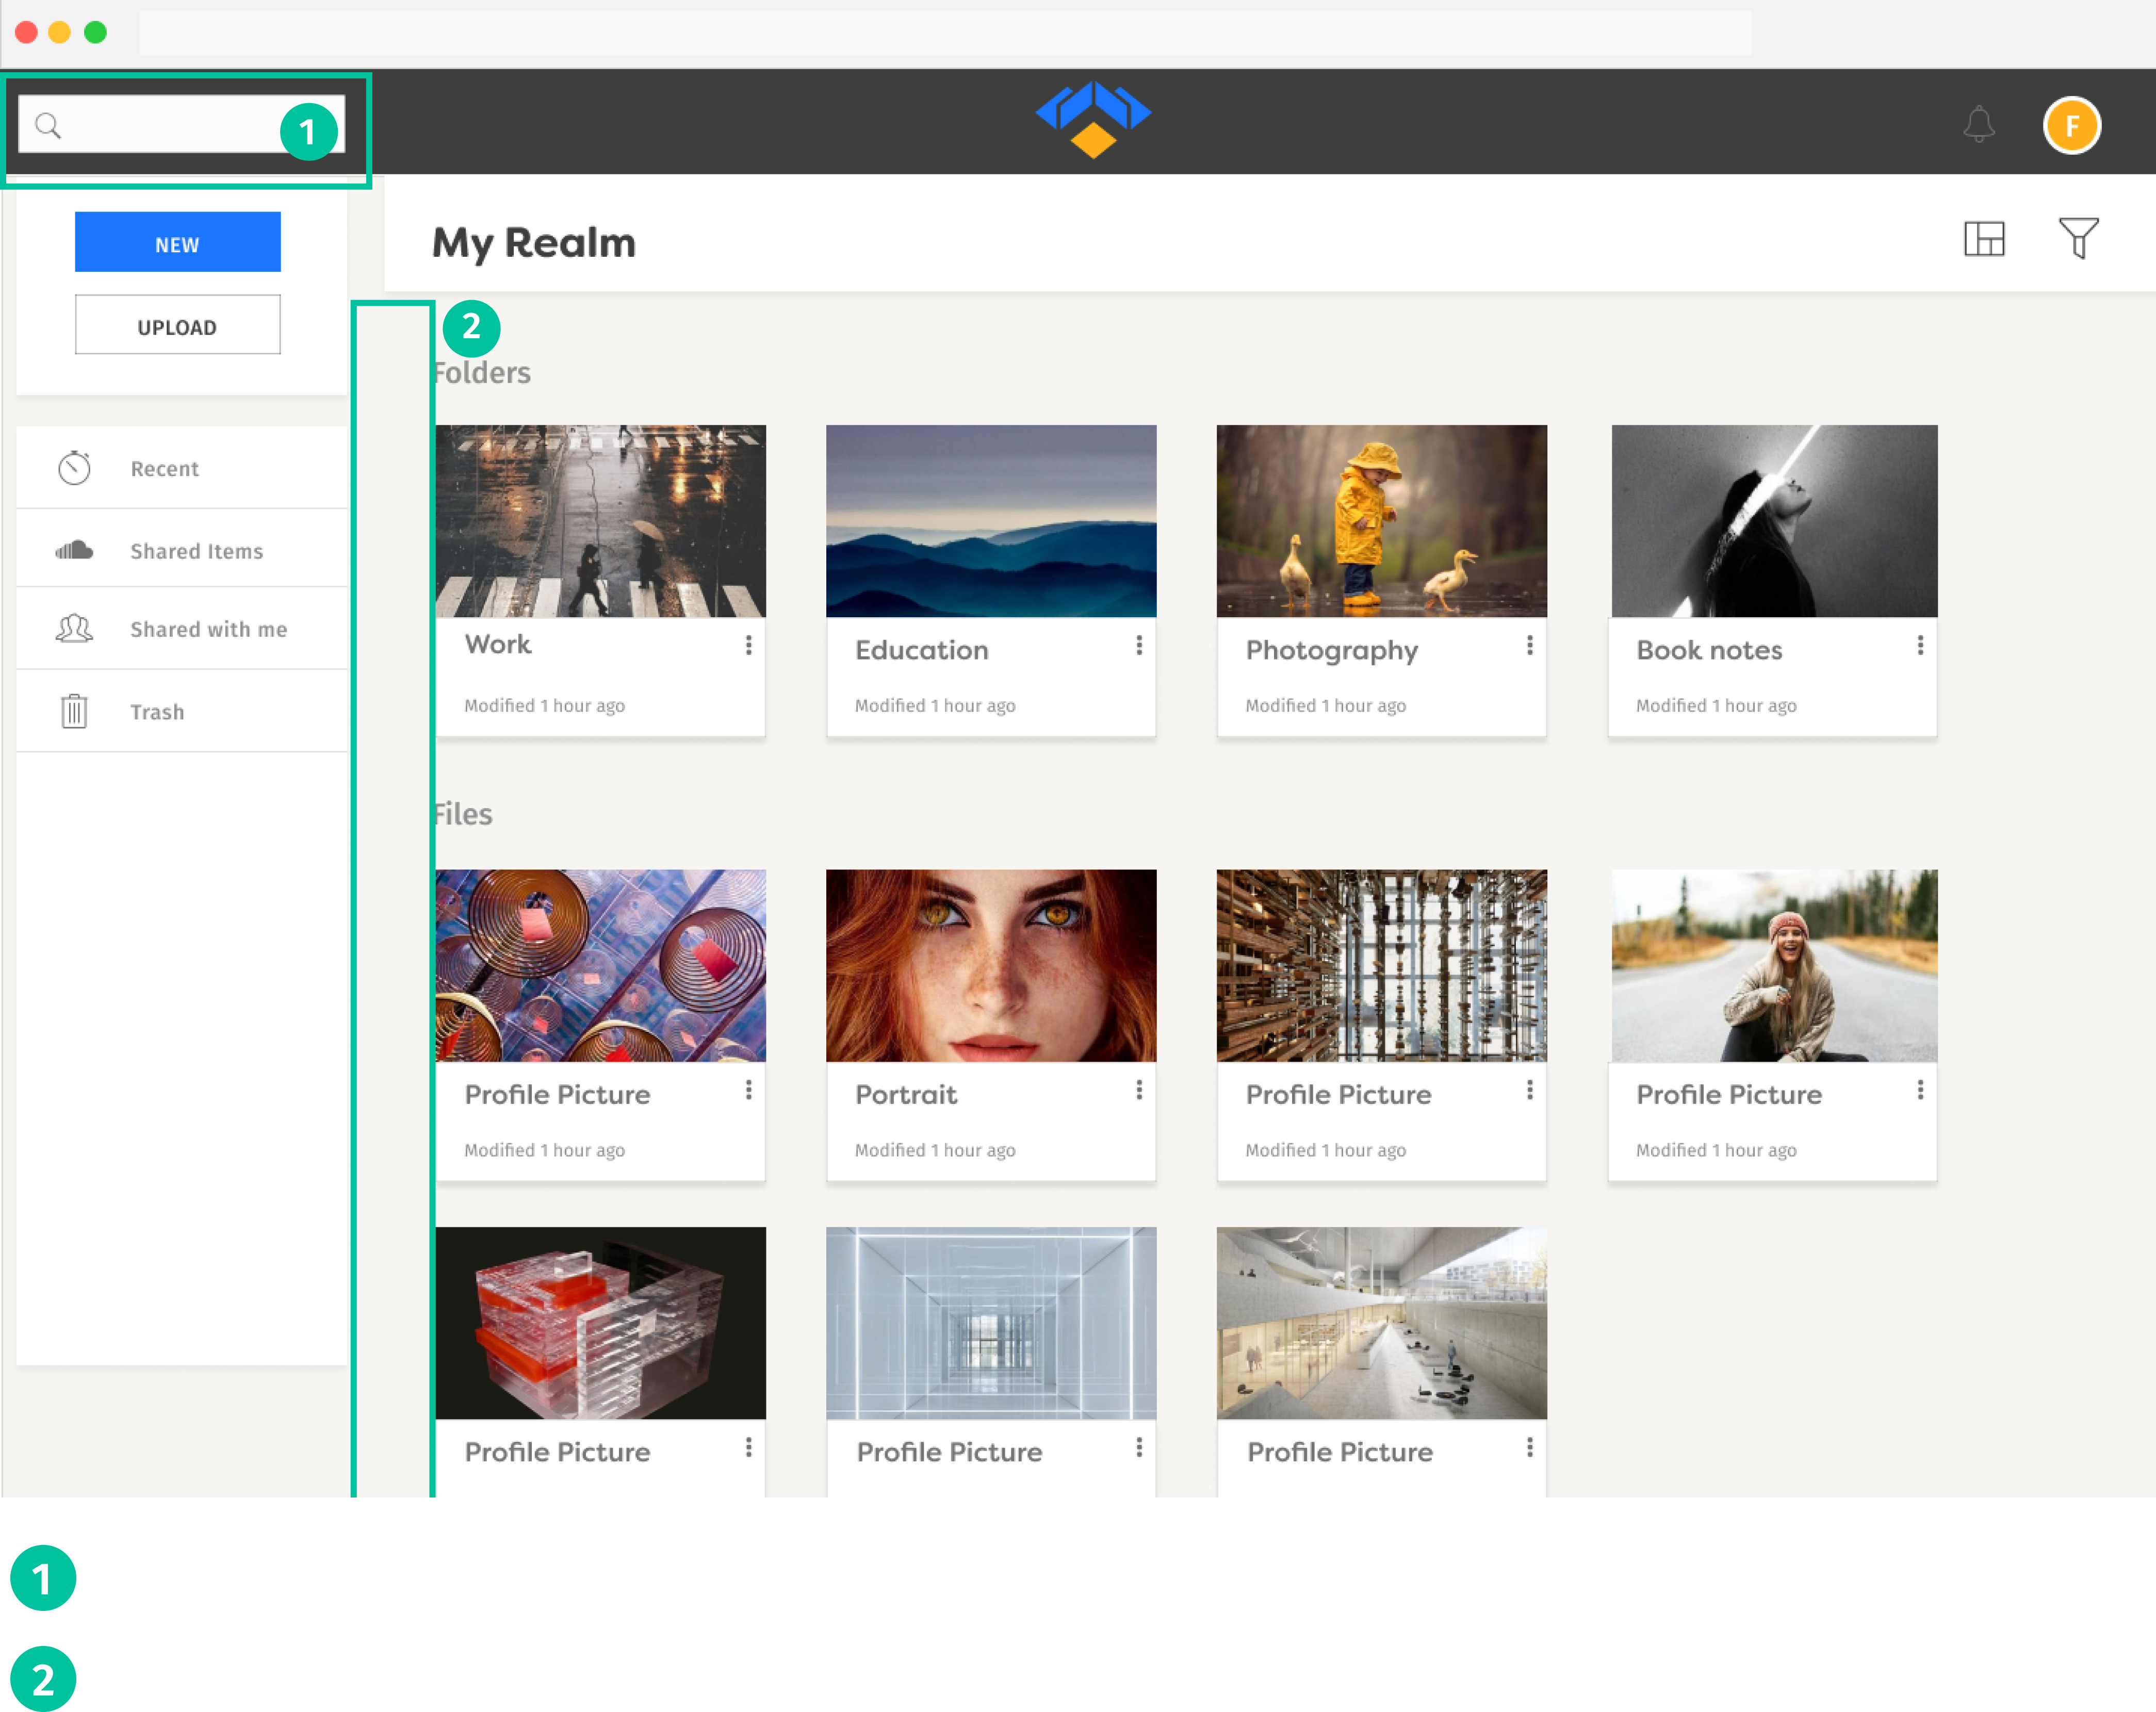 1
F
NEW
My Realm
UPLOAD
2
Folders
Recent
Shared Items
Shared with me
Trash
Work
Education
Photography
Book notes
Modified 1 hour ago
Modified 1 hour ago
Modified 1 hour ago
Modified 1 hour ago
Files
Profile Picture
Portrait
Profile Picture
Profile Picture
Modified 1 hour ago
Modified 1 hour ago
Modified 1 hour ago
Modified 1 hour ago
Profile Picture
Profile Picture
Profile Picture
1
2